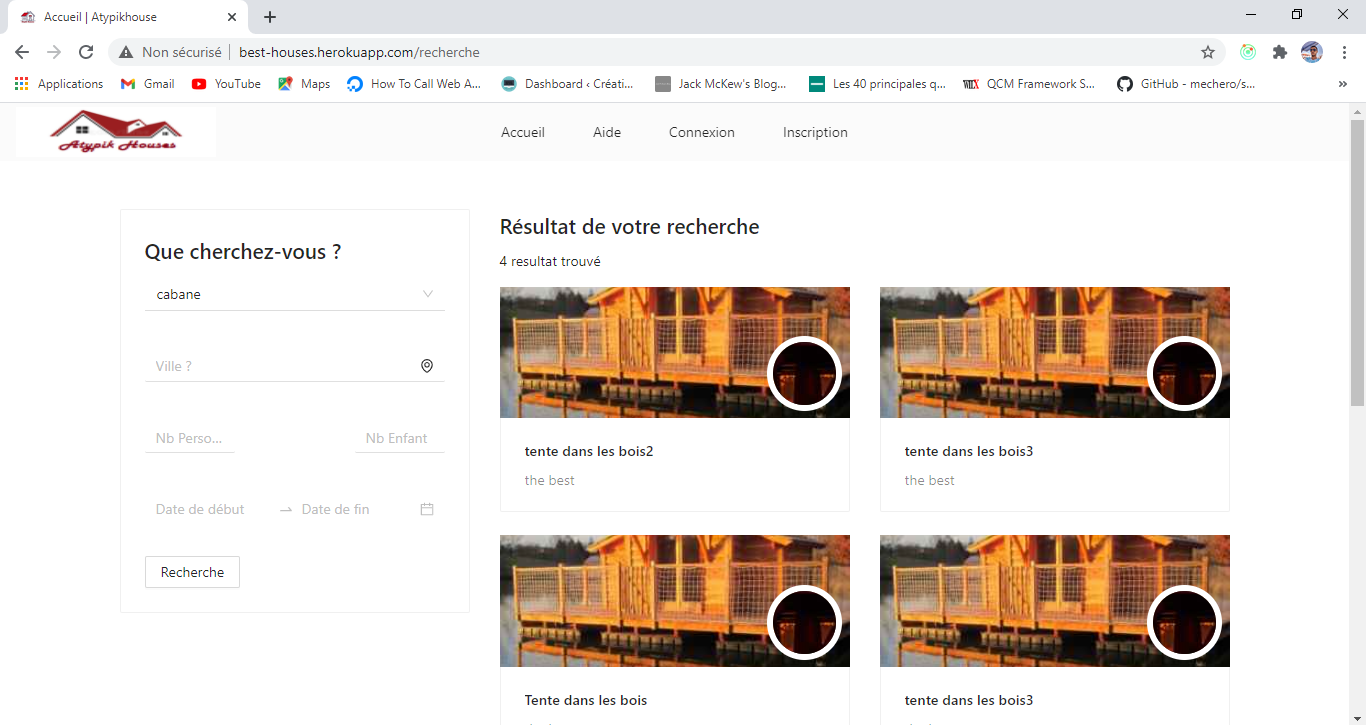 Accueil | Atypikhouse
Non sécurisé | best-houses.herokuapp.com/recherche
Applications Gmail YouTube Maps How To Call Web A... Dashboard ‹ Créati... Jack McKew's Blog... Les 40 principales q... WILX QCM Framework S... GitHub - mechero/s... »
Atypik Houses
Accueil Aide Connexion Inscription
Que cherchez-vous ?
cabane
Ville ?
Nb Perso... Nb Enfant
Date de début → Date de fin
Recherche
Résultat de votre recherche
4 resultat trouvé
tente dans les bois2
the best
tente dans les bois3
the best
Tente dans les bois
tente dans les bois3